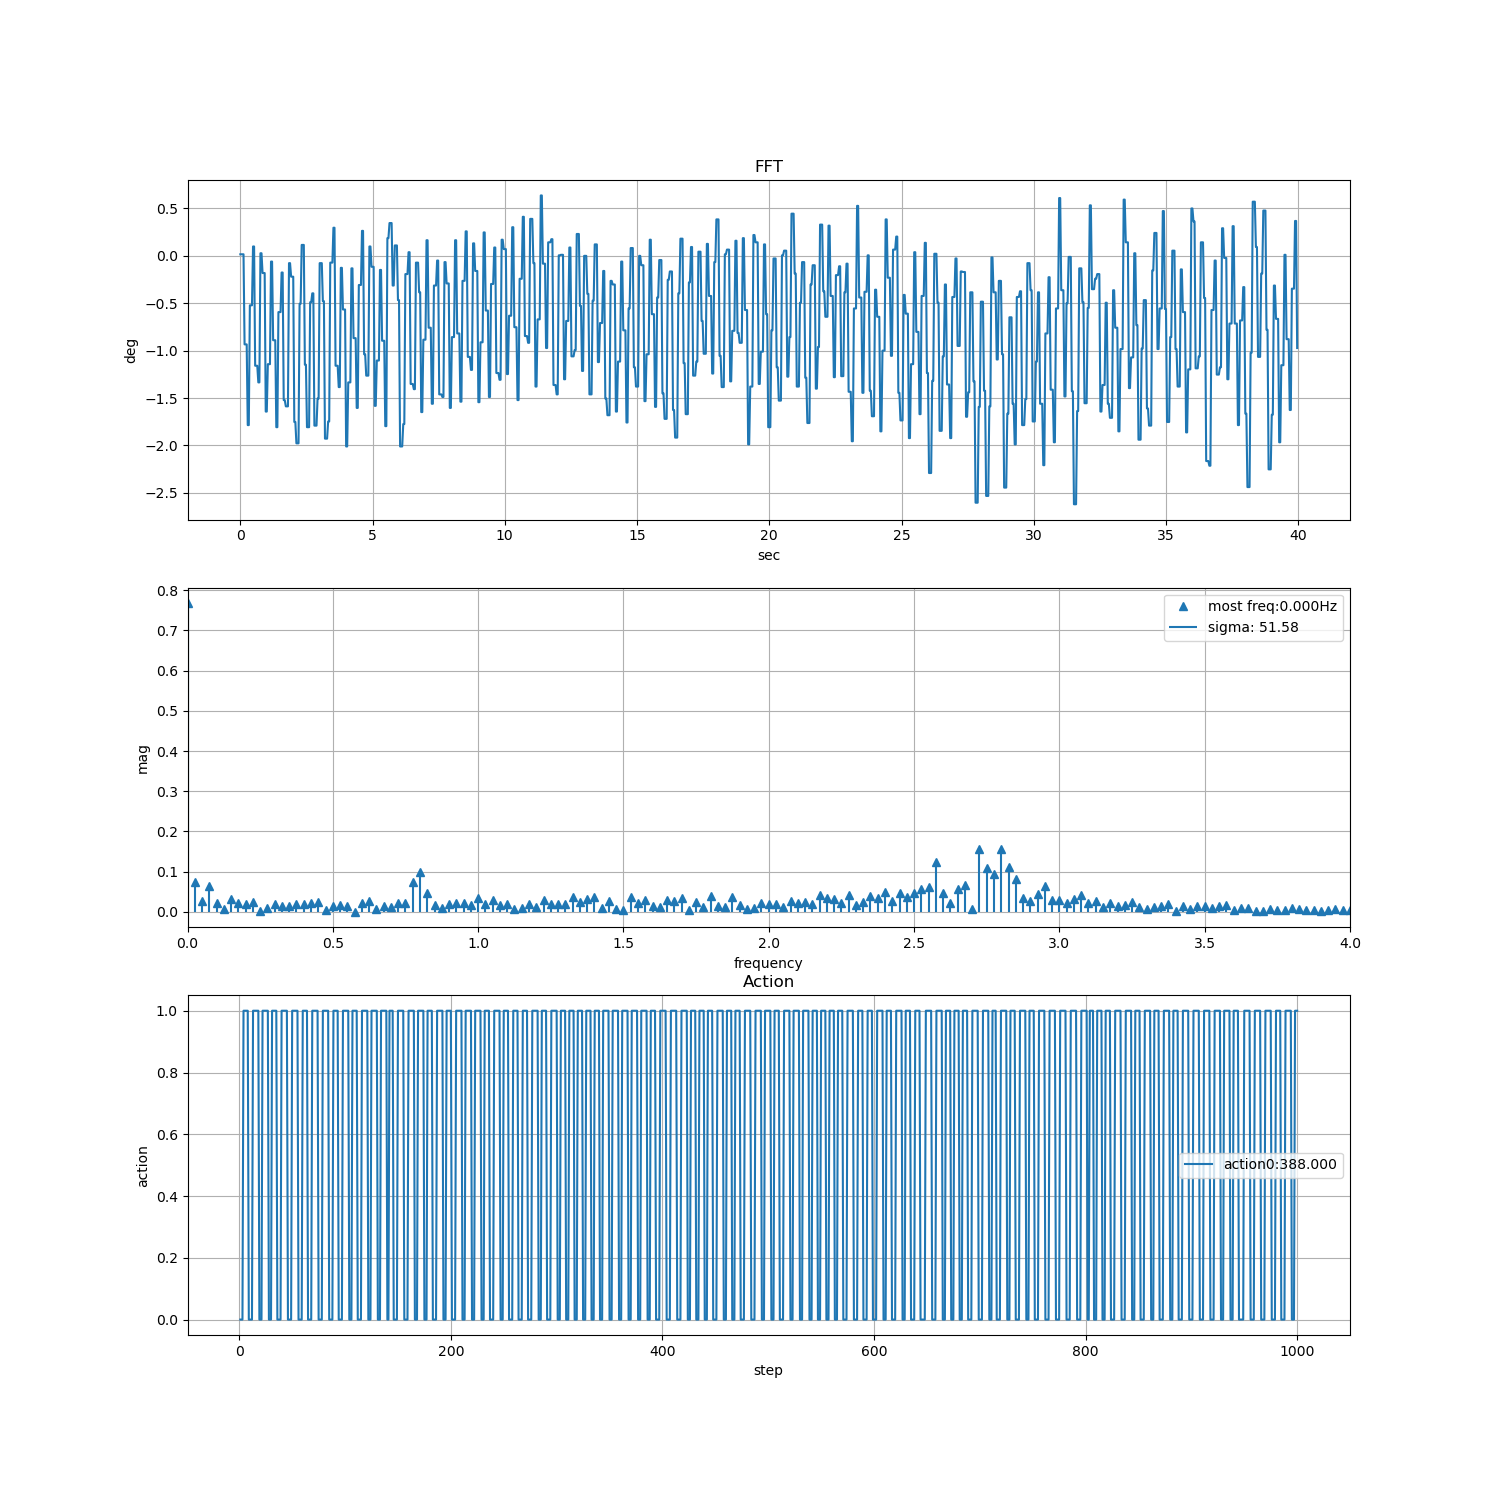 FFT
0.5
0.0
−0.5
−1.0
−1.5
−2.0
−2.5
deg
0 5 10 15 20 25 30 35 40
sec
0.8
0.7
0.6
0.5
0.4
0.3
0.2
0.1
0.0
mag
most freq:0.000Hz
sigma: 51.58
0.0 0.5 1.0 1.5 2.0 2.5 3.0 3.5 4.0
frequency
Action
1.0
0.8
0.6
0.4
0.2
0.0
action
action0:388.000
0 200 400 600 800 1000
step